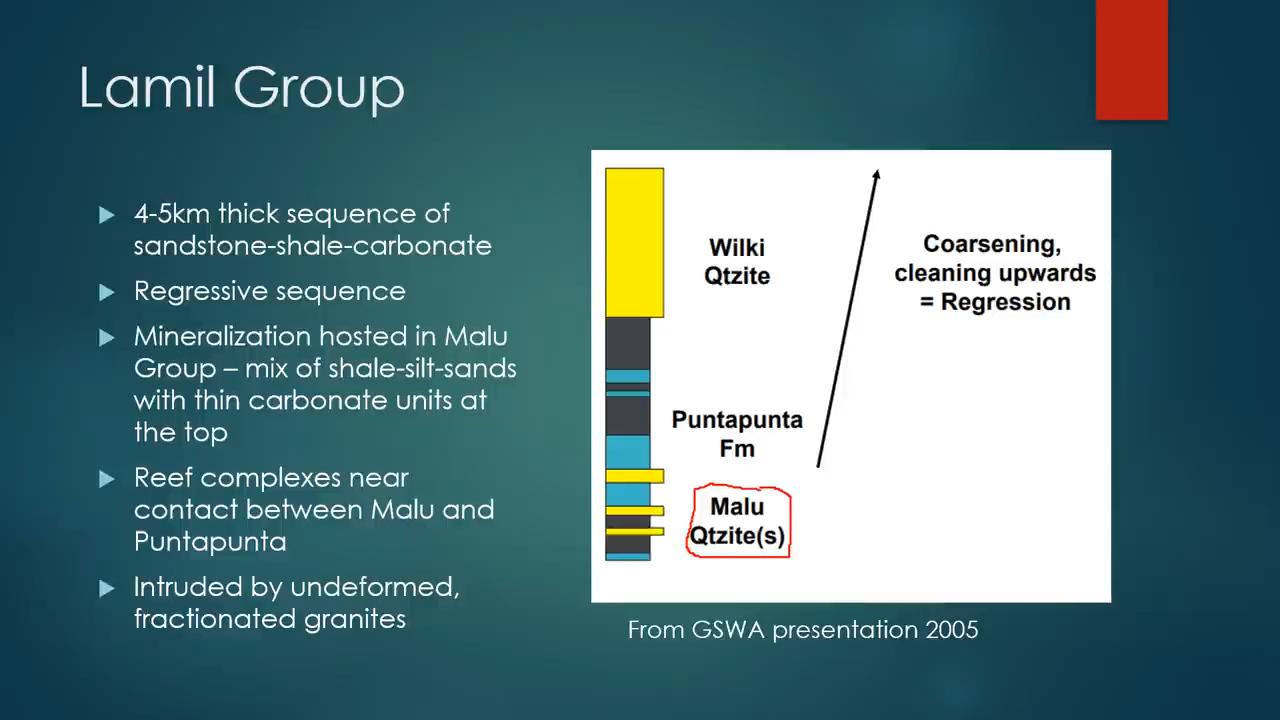 Lamil Group
4-5km thick sequence of
sandstone-shale-carbonate
Regressive sequence
Mineralization hosted in Malu
Group – mix of shale-silt-sands
with thin carbonate units at
the top
Reef complexes near
contact between Malu and
Puntapunta
Intruded by undeformed,
fractionated granites
Wilki
Qtzite
Coarsening,
cleaning upwards
= Regression
Puntapunta
Fm
Malu
Qtzite(s)
From GSWA presentation 2005